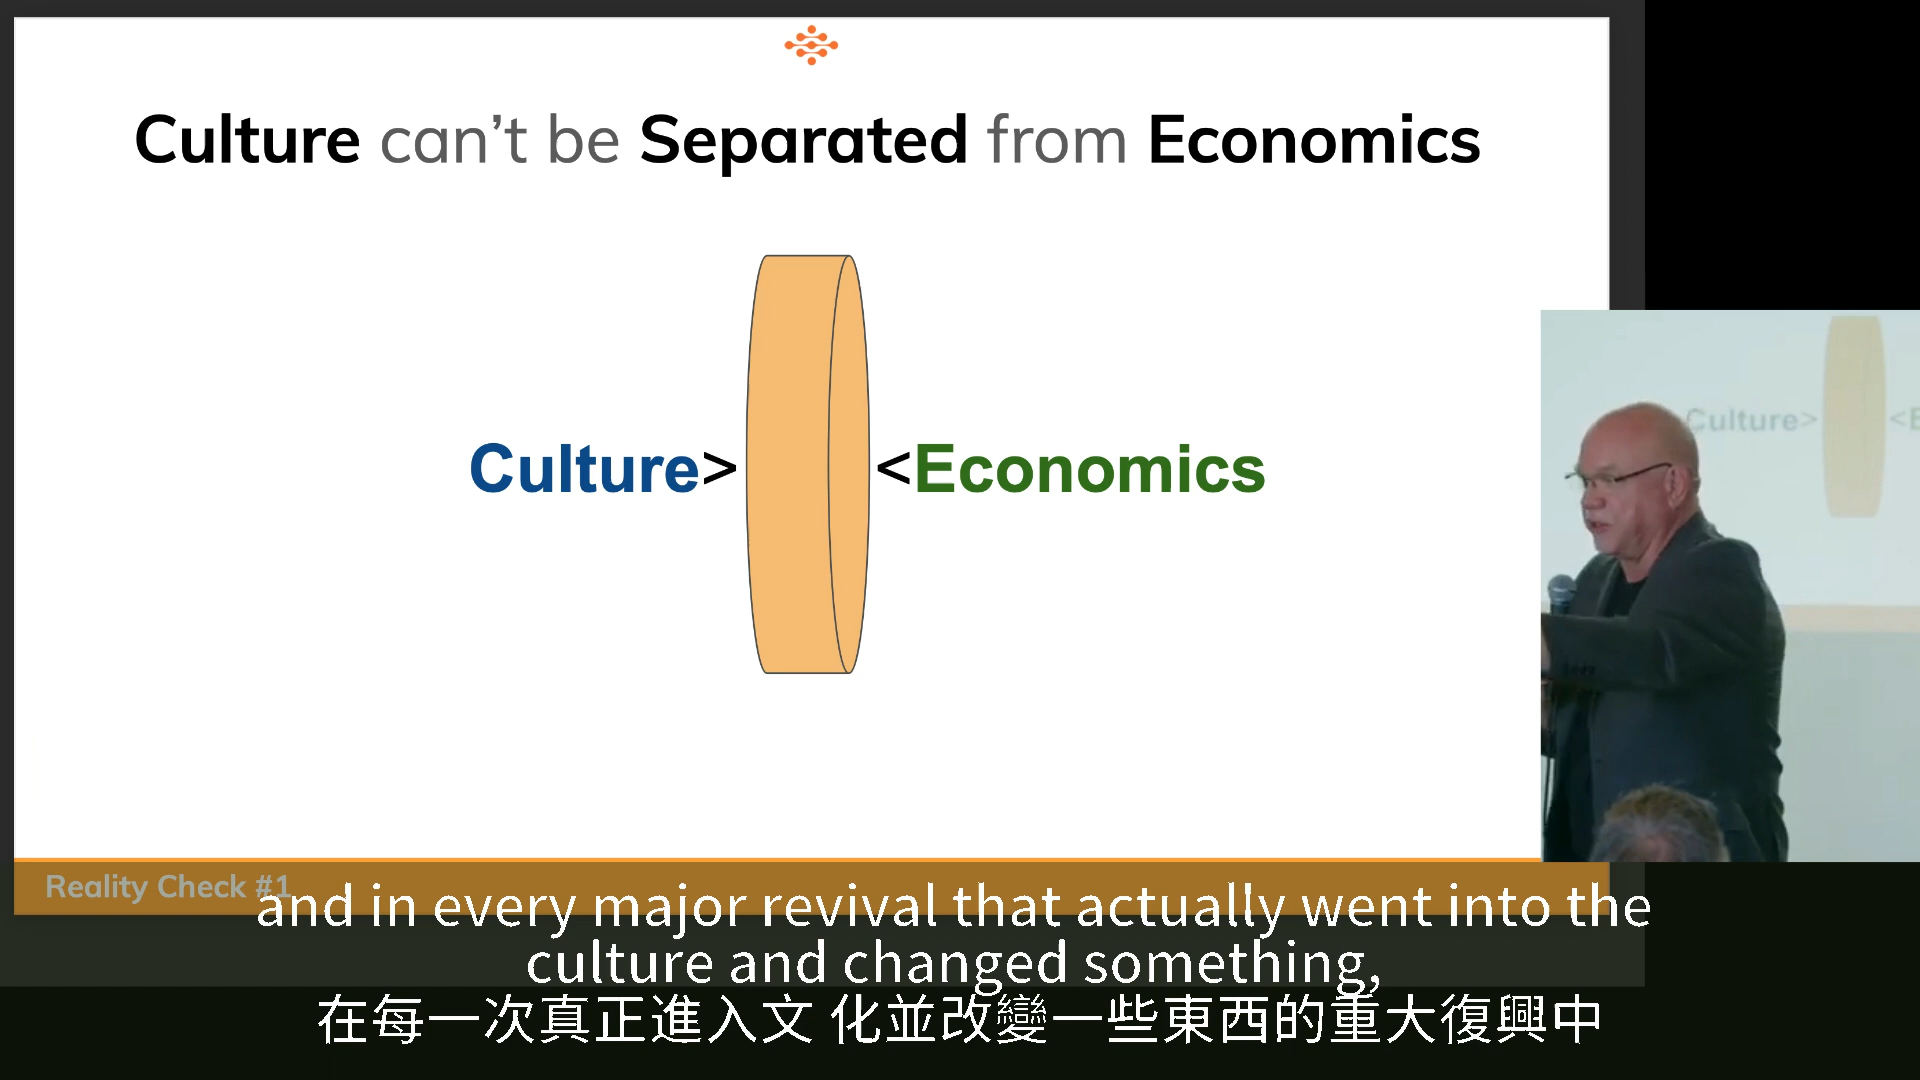 Culture can’t be Separated from Economics
Culture>
<Economics
Culture>
<E
Reality Check #1
and in every major revival that actually went into the
culture and changed something,
在每一次真正進入文 化並改變一些東西的重大復興中